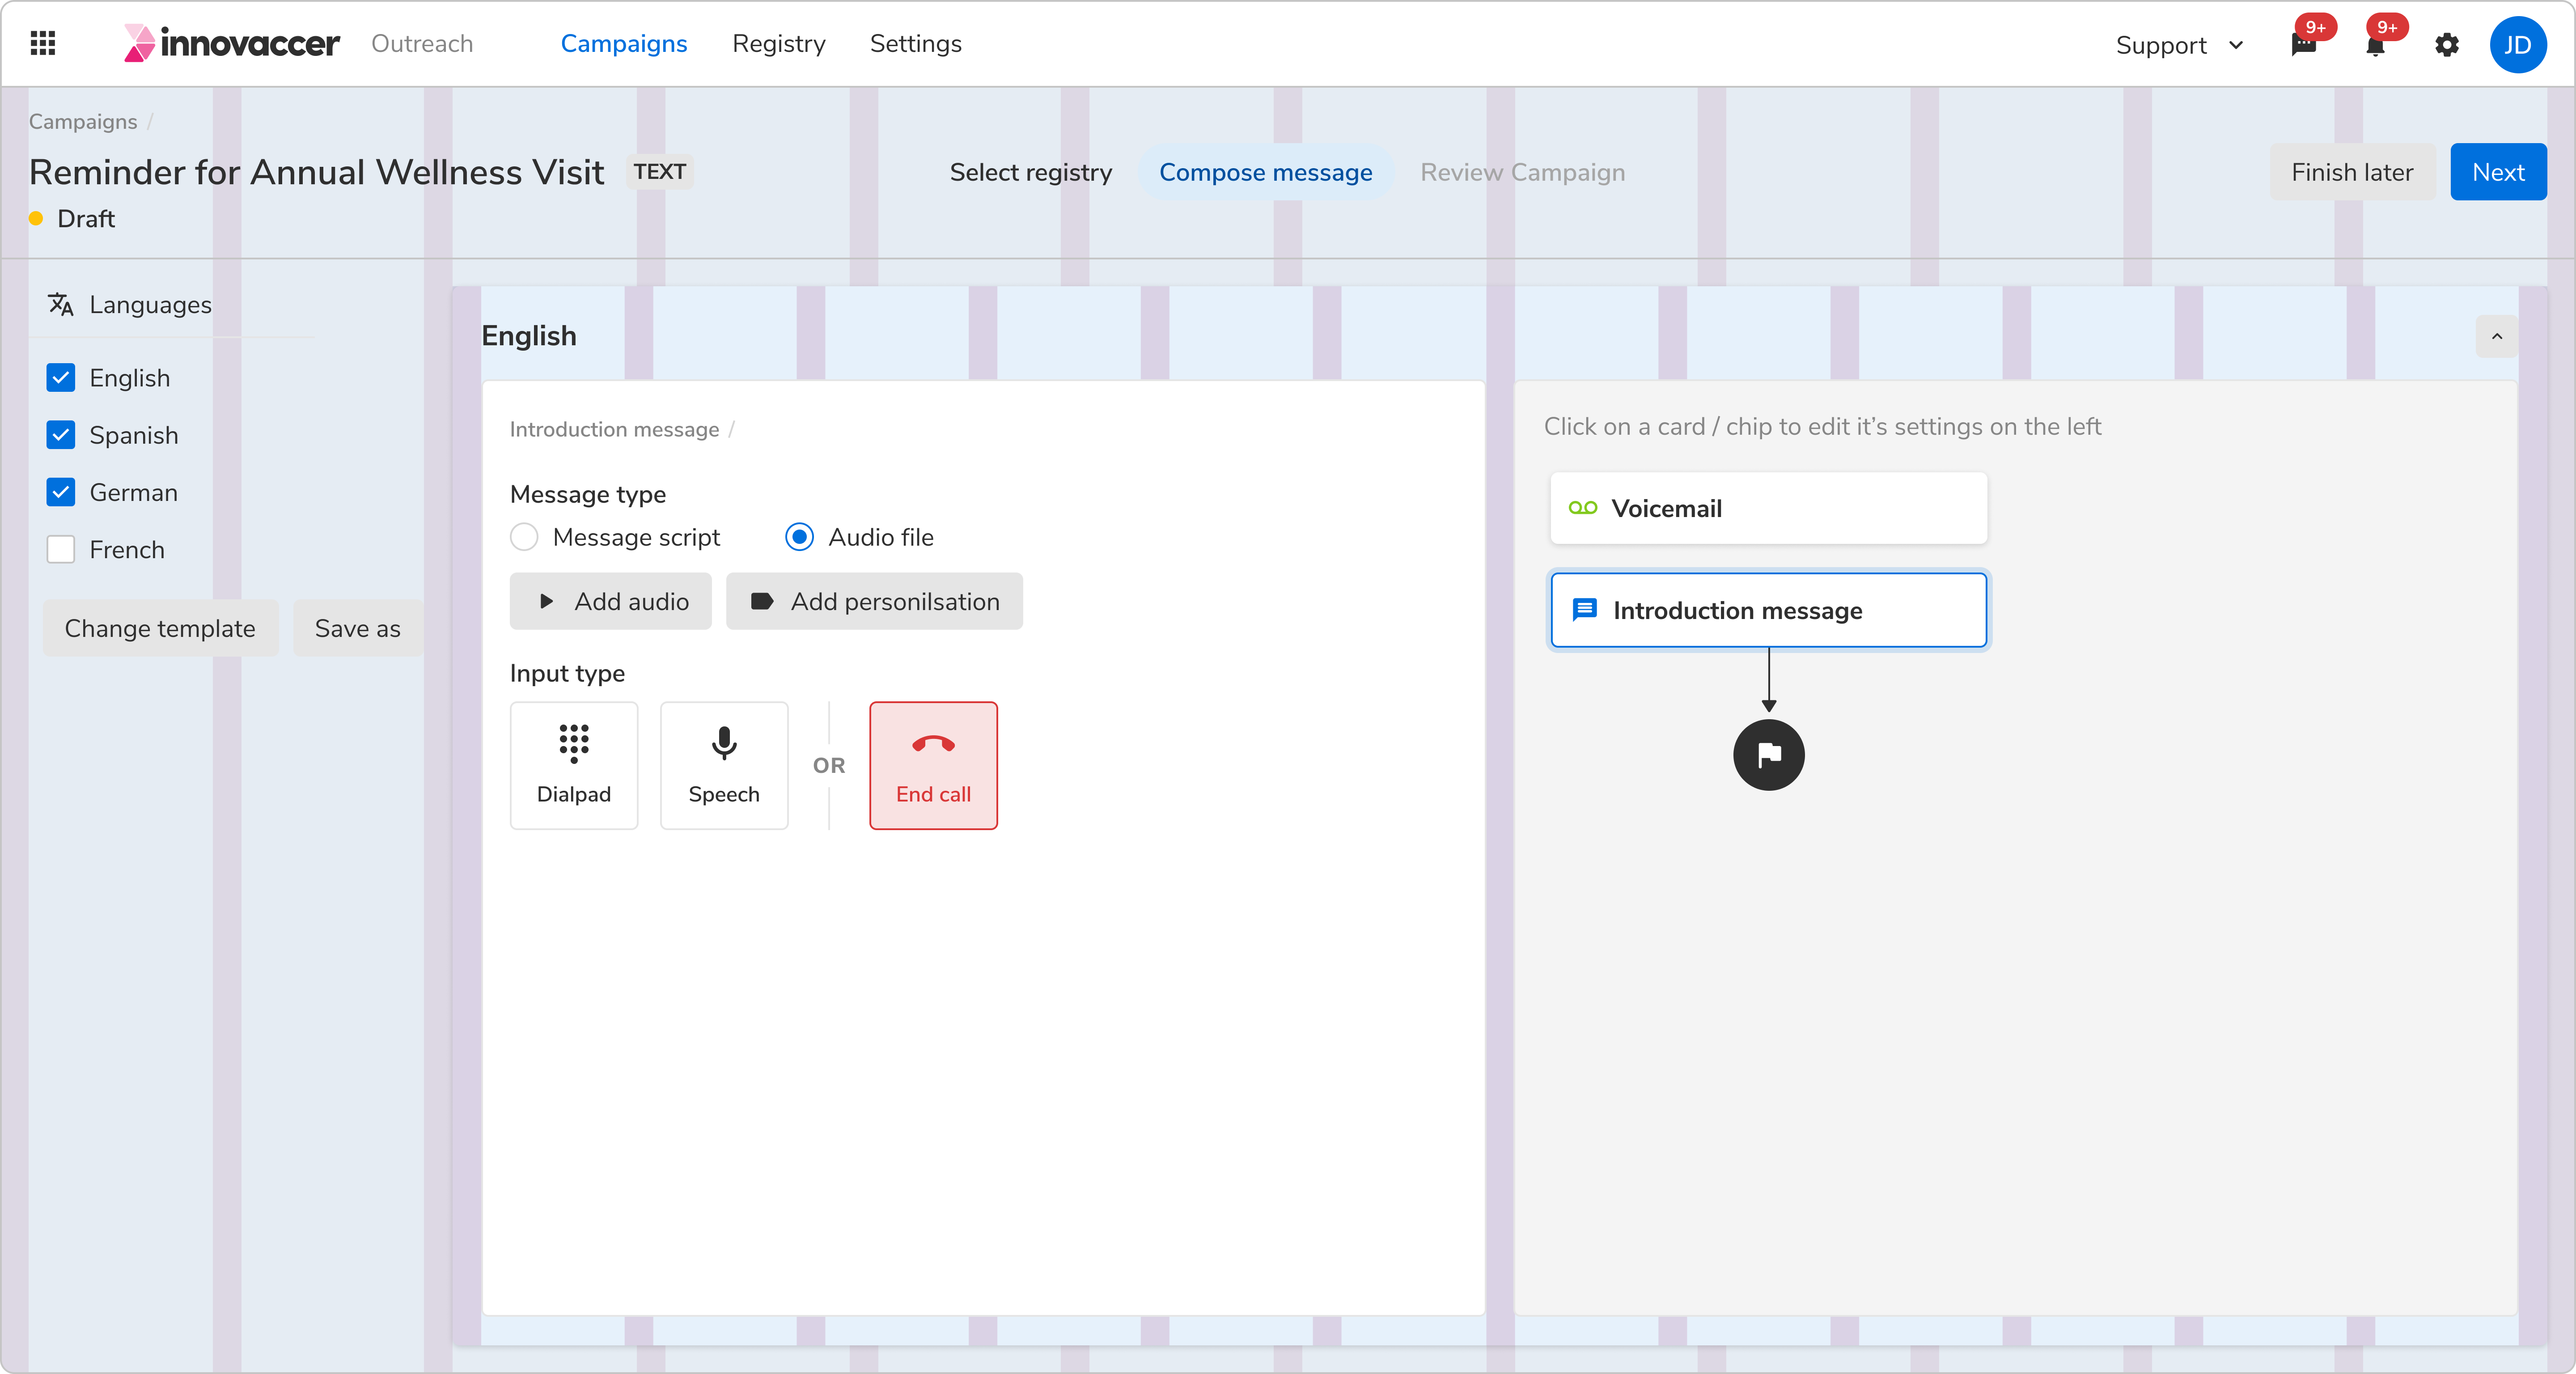 innovaccer Outreach Campaigns Registry Settings Support 9+ 9+ JD
Campaigns /
Reminder for Annual Wellness Visit TEXT Select registry Compose message Review Campaign Finish later Next
Draft
Languages
English
Spanish
German
French
Change template Save as
English
Introduction message /
Message type
Message script Audio file
Add audio Add personilsation
Input type
Dialpad Speech OR End call
Click on a card / chip to edit it’s settings on the left
Voicemail
Introduction message